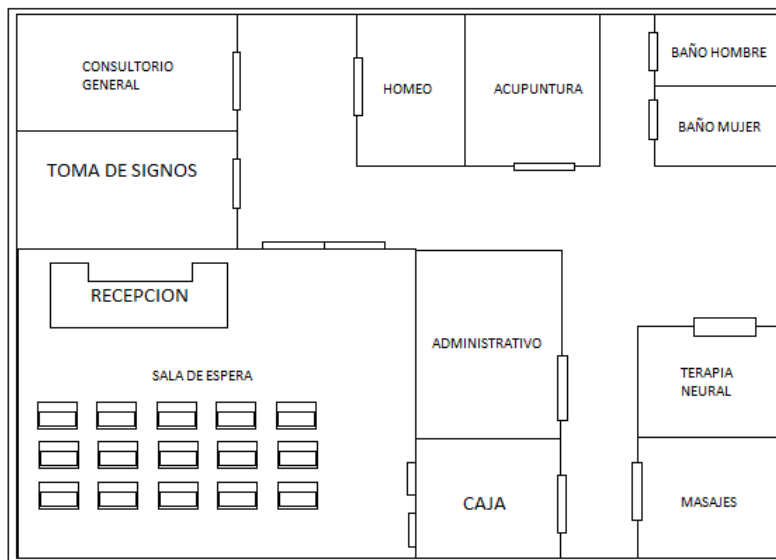 CONSULTORIO
GENERAL
HOMEO
ACUPUNTURA
BAÑO HOMBRE
BAÑO MUJER
TOMA DE SIGNOS
RECEPCION
SALA DE ESPERA
ADMINISTRATIVO
TERAPIA
NEURAL
CAJA
MASAJES